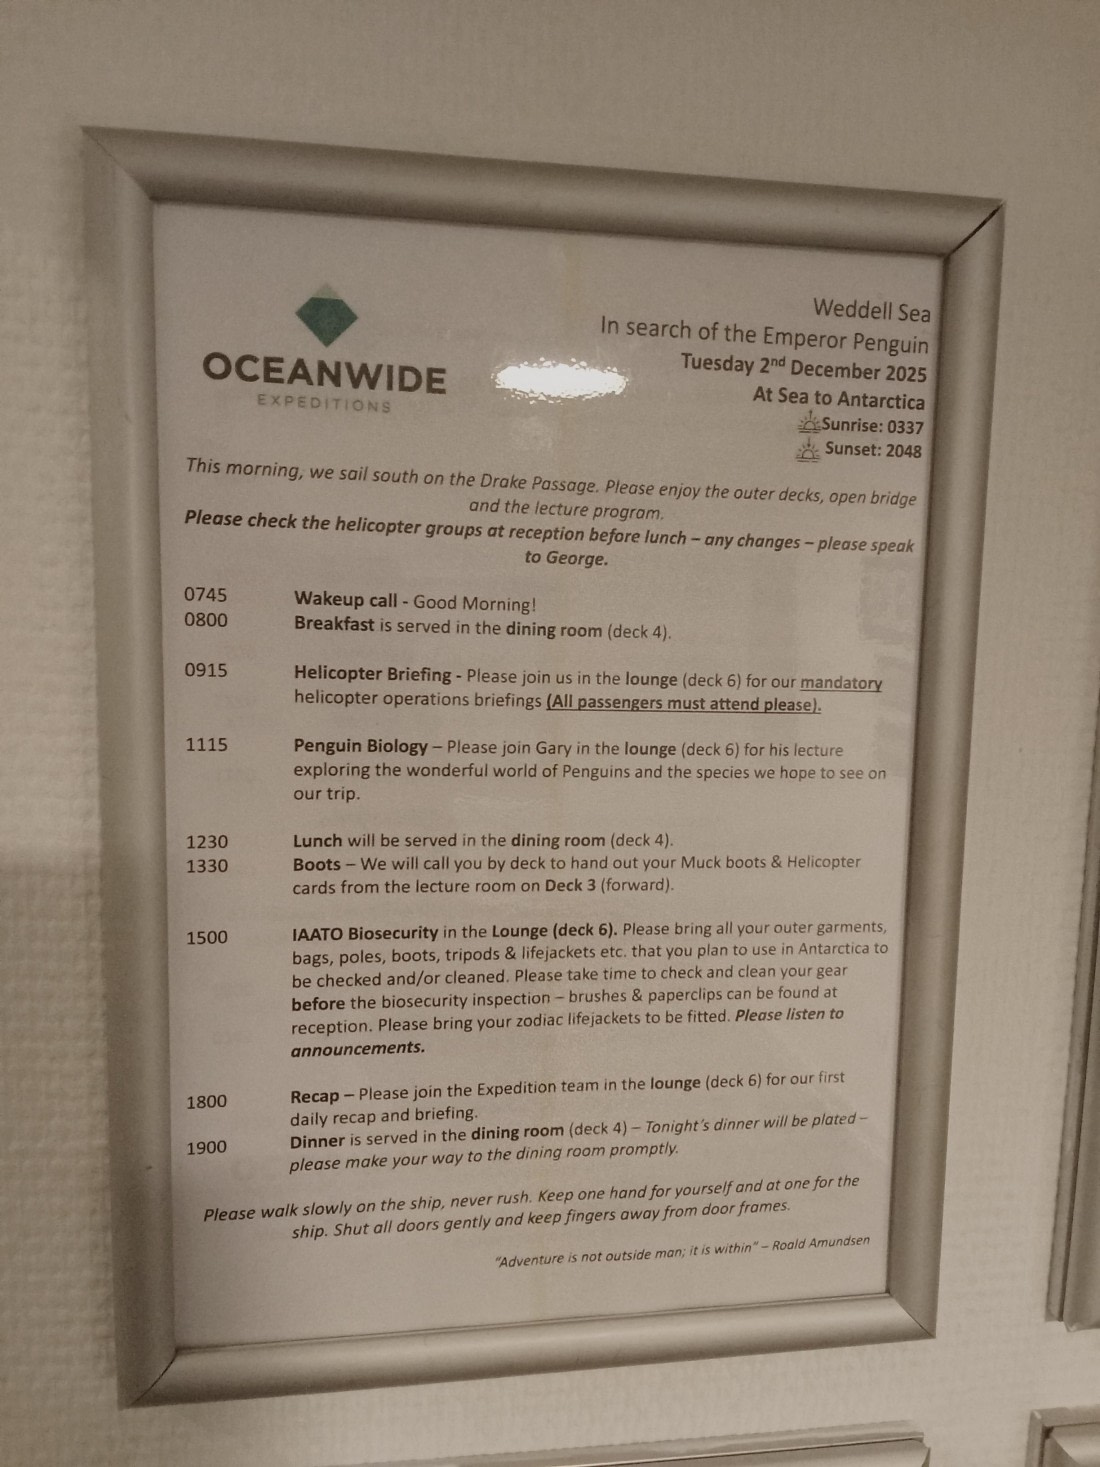 OCEANWIDE
EXPEDITIONS
Weddell Sea
In search of the Emperor Penguin
Tuesday 2nd December 2025
At Sea to Antarctica
Sunrise: 0337
Sunset: 2048
This morning, we sail south on the Drake Passage. Please enjoy the outer decks, open bridge
and the lecture program.
Please check the helicopter groups at reception before lunch – any changes – please speak
to George.
0745 Wakeup call - Good Morning!
0800 Breakfast is served in the dining room (deck 4).
0915 Helicopter Briefing - Please join us in the lounge (deck 6) for our mandatory
helicopter operations briefings (All passengers must attend please).
1115 Penguin Biology – Please join Gary in the lounge (deck 6) for his lecture
exploring the wonderful world of Penguins and the species we hope to see on
our trip.
1230 Lunch will be served in the dining room (deck 4).
1330 Boots – We will call you by deck to hand out your Muck boots & Helicopter
cards from the lecture room on Deck 3 (forward).
1500 IAATO Biosecurity in the Lounge (deck 6). Please bring all your outer garments,
bags, poles, boots, tripods & lifejackets etc. that you plan to use in Antarctica to
be checked and/or cleaned. Please take time to check and clean your gear
before the biosecurity inspection – brushes & paperclips can be found at
reception. Please bring your zodiac lifejackets to be fitted. Please listen to
announcements.
1800 Recap – Please join the Expedition team in the lounge (deck 6) for our first
daily recap and briefing.
1900 Dinner is served in the dining room (deck 4) – Tonight's dinner will be plated –
please make your way to the dining room promptly.
Please walk slowly on the ship, never rush. Keep one hand for yourself and at one for the
ship. Shut all doors gently and keep fingers away from door frames.
"Adventure is not outside man; it is within" – Roald Amundsen